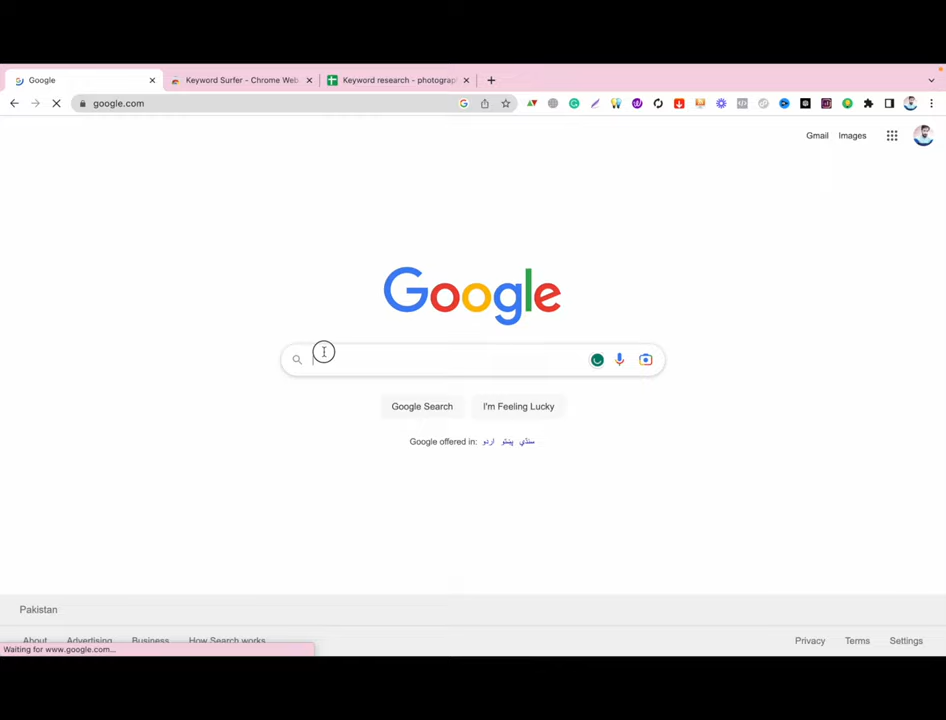 Google
Keyword Surfer - Chrome Web
Keyword research - photograp
google.com
Gmail
Images
Google
Google Search
I'm Feeling Lucky
Google offered in: اردو پښتو سنڌي
Pakistan
About
Advertising
Business
How Search works
Privacy
Terms
Settings
Waiting for www.google.com...